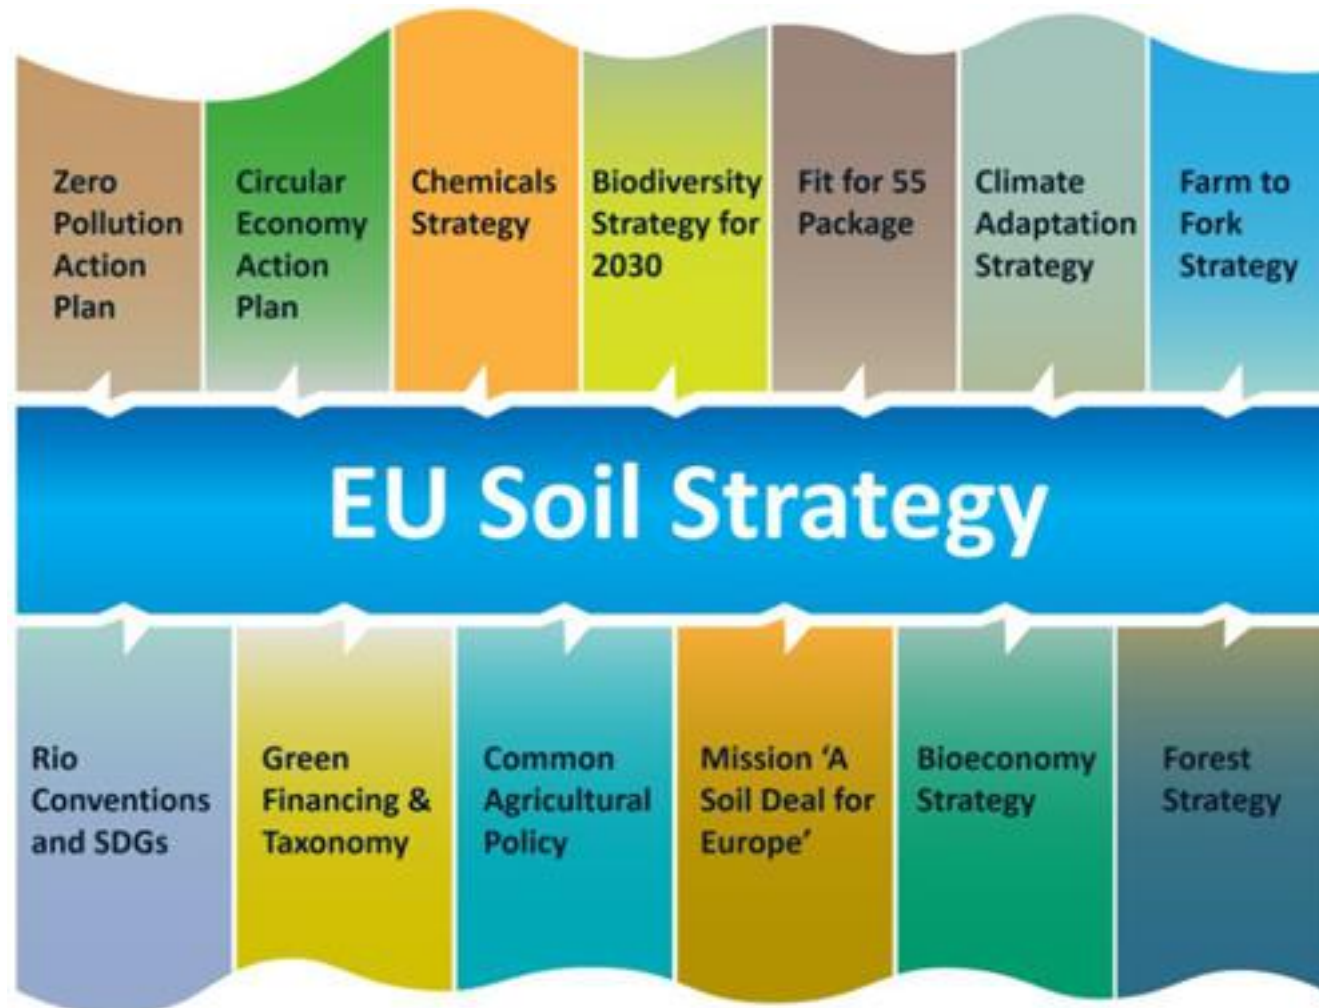 Zero
Pollution
Action
Plan
Circular
Economy
Action
Plan
Chemicals
Strategy
Biodiversity
Strategy for
2030
Fit for 55
Package
Climate
Adaptation
Strategy
Farm to
Fork
Strategy
EU Soil Strategy
Rio
Conventions
and SDGs
Green
Financing &
Taxonomy
Common
Agricultural
Policy
Mission ‘A
Soil Deal for
Europe’
Bioeconomy
Strategy
Forest
Strategy